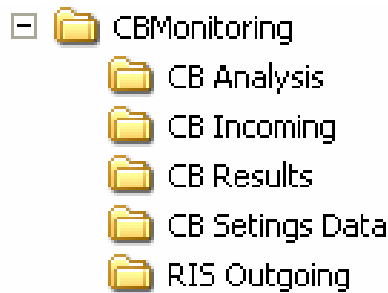 CBMonitoring
CB Analysis
CB Incoming
CB Results
CB Setings Data
RIS Outgoing